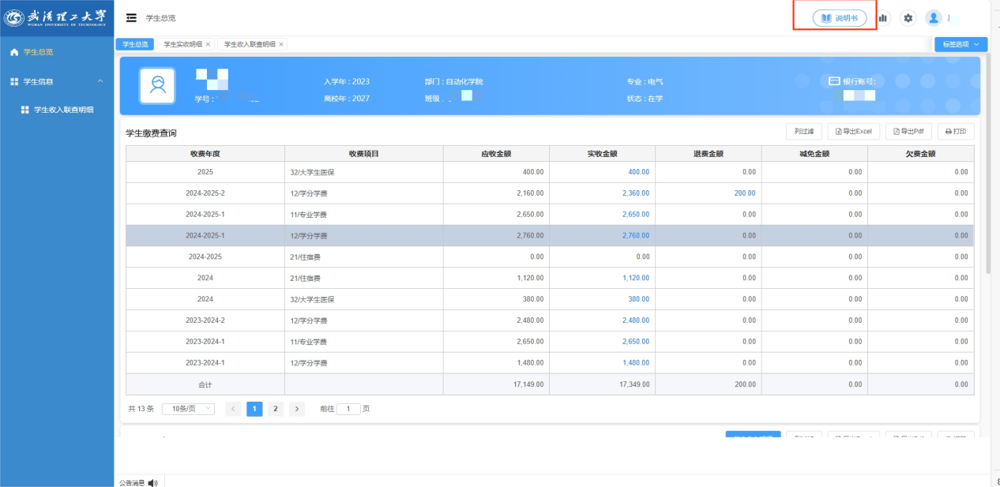 武汉理工大学 学生总览 说明书
WUHAN UNIVERSITY OF TECHNOLOGY
学生总览 学生实收明细 × 学生收入联查明细 × 标签选项
学生总览
学生信息
学生收入联查明细
入学年 : 2023 部门 : 自动化学院 专业 : 电气 银行账号:
学号 : 离校年 : 2027 班级 状态 : 在学
学生缴费查询 列过滤 导出Excel 导出Pdf 打印
收费年度 收费项目 应收金额 实收金额 退费金额 减免金额 欠费金额
2025 32/大学生医保 400.00 400.00 0.00 0.00 0.00
2024-2025-2 12/学分学费 2,160.00 2,360.00 200.00 0.00 0.00
2024-2025-1 11/专业学费 2,650.00 2,650.00 0.00 0.00 0.00
2024-2025-1 12/学分学费 2,760.00 2,760.00 0.00 0.00 0.00
2024-2025 21/住宿费 0.00 0.00 0.00 0.00 0.00
2024 21/住宿费 1,120.00 1,120.00 0.00 0.00 0.00
2024 32/大学生医保 380.00 380.00 0.00 0.00 0.00
2023-2024-2 12/学分学费 2,480.00 2,480.00 0.00 0.00 0.00
2023-2024-1 11/专业学费 2,650.00 2,650.00 0.00 0.00 0.00
2023-2024-1 12/学分学费 1,480.00 1,480.00 0.00 0.00 0.00
合计 17,149.00 17,349.00 200.00 0.00 0.00
共 13 条 10条/页 < 1 2 > 前往 1 页
公告消息